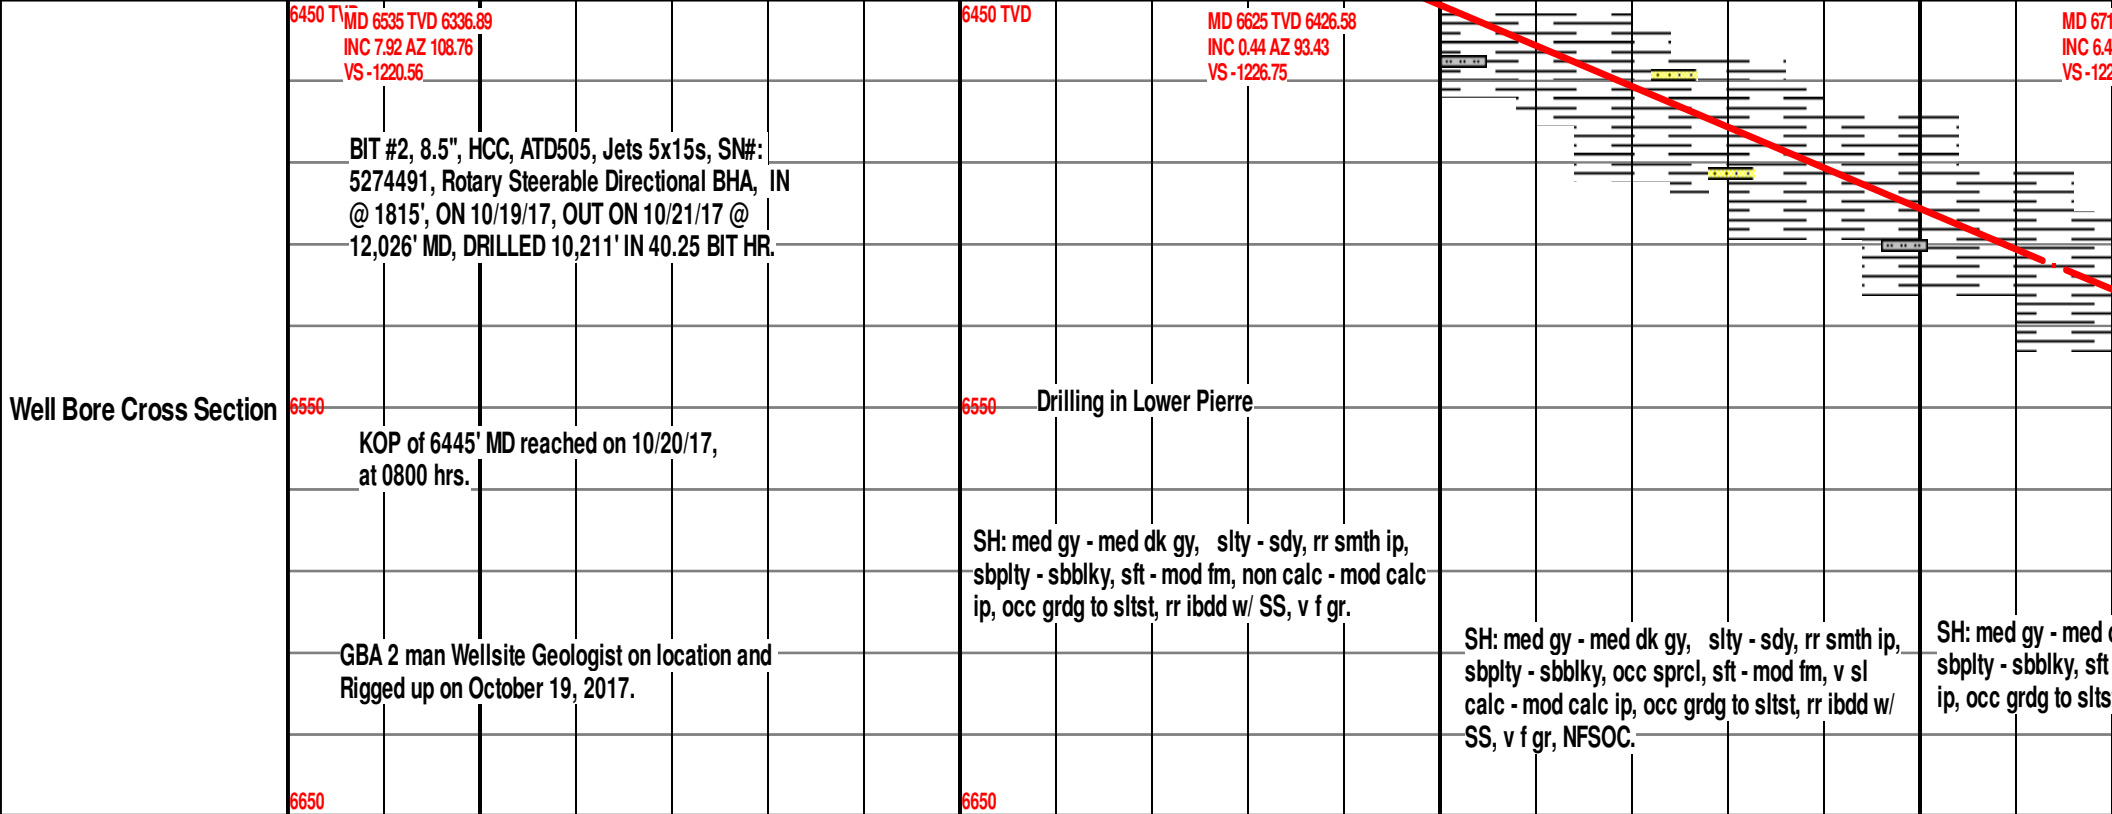 Well Bore Cross Section
6450 TVD
MD 6535 TVD 6336.89
INC 7.92 AZ 108.76
VS -1220.56
BIT #2, 8.5", HCC, ATD505, Jets 5x15s, SN#:
5274491, Rotary Steerable Directional BHA, IN
@ 1815', ON 10/19/17, OUT ON 10/21/17 @
12,026' MD, DRILLED 10,211' IN 40.25 BIT HR.
6550
KOP of 6445' MD reached on 10/20/17,
at 0800 hrs.
GBA 2 man Wellsite Geologist on location and
Rigged up on October 19, 2017.
6650
6450 TVD
MD 6625 TVD 6426.58
INC 0.44 AZ 93.43
VS -1226.75
6550
Drilling in Lower Pierre
SH: med gy - med dk gy, slty - sdy, rr smth ip,
sbplty - sbblky, sft - mod fm, non calc - mod calc
ip, occ grdg to sltst, rr ibdd w/ SS, v f gr.
6650
SH: med gy - med dk gy, slty - sdy, rr smth ip,
sbplty - sbblky, occ sprcl, sft - mod fm, v sl
calc - mod calc ip, occ grdg to sltst, rr ibdd w/
SS, v f gr, NFSOC.
MD 671
INC 6.4
VS -122
SH: med gy - med
sbplty - sbblky, sft
ip, occ grdg to slts